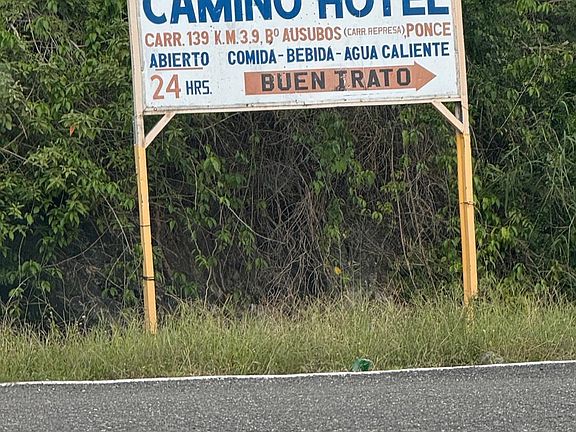 CAMINO HOTEL
CARR. 139 K.M. 3.9, Bº AUSUBOS (CARR. REPRESA) PONCE
ABIERTO COMIDA - BEBIDA - AGUA CALIENTE
24 HRS. BUEN TRATO